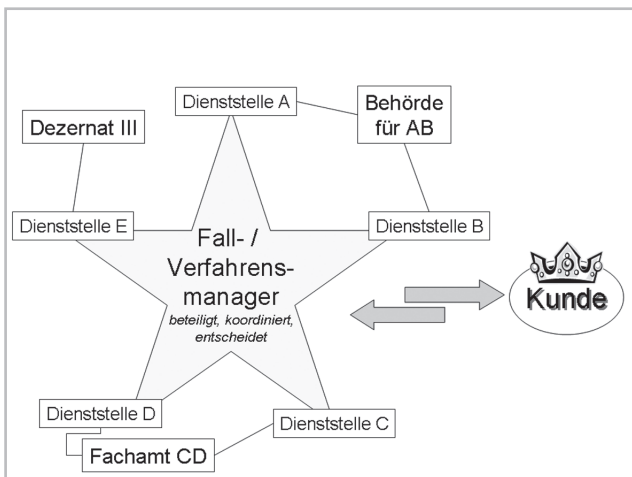 Dienststelle A
Behörde
für AB
Dezernat III
Dienststelle E
Dienststelle B
Fall- /
Verfahrens-
manager
beteiligt, koordiniert,
entscheidet
Kunde
Dienststelle D
Dienststelle C
Fachamt CD